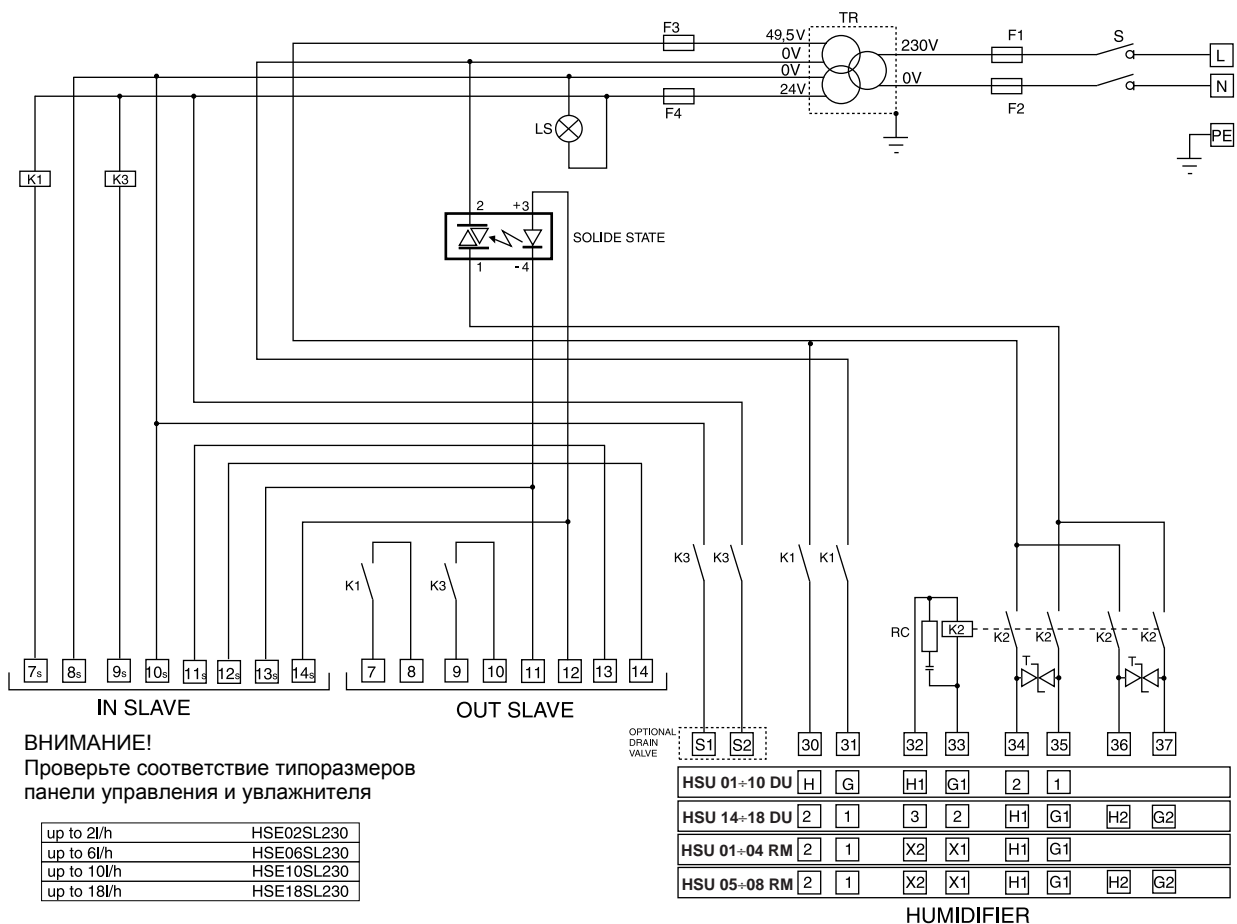 TR
F3
49,5V
230V
F1
S
L
0V
0V
0V
N
24V
F4
F2
LS
PE
K1
K3
2
+3
SOLIDE STATE
1
-4
K1
K3
K3
K3
K1
K1
RC
K2
K2
K2
K2
K2
T
T
7s 8s 9s 10s 11s 12s 13s 14s
7 8 9 10 11 12 13 14
IN SLAVE
OUT SLAVE
OPTIONAL
DRAIN
VALVE
S1 S2 30 31 32 33 34 35 36 37
ВНИМАНИЕ!
Проверьте соответствие типоразмеров
панели управления и увлажнителя
up to 2l/h HSE02SL230
up to 6l/h HSE06SL230
up to 10l/h HSE10SL230
up to 18l/h HSE18SL230
HSU 01÷10 DU H G H1 G1 2 1
HSU 14÷18 DU 2 1 3 2 H1 G1 H2 G2
HSU 01÷04 RM 2 1 X2 X1 H1 G1
HSU 05÷08 RM 2 1 X2 X1 H1 G1 H2 G2
HUMIDIFIER